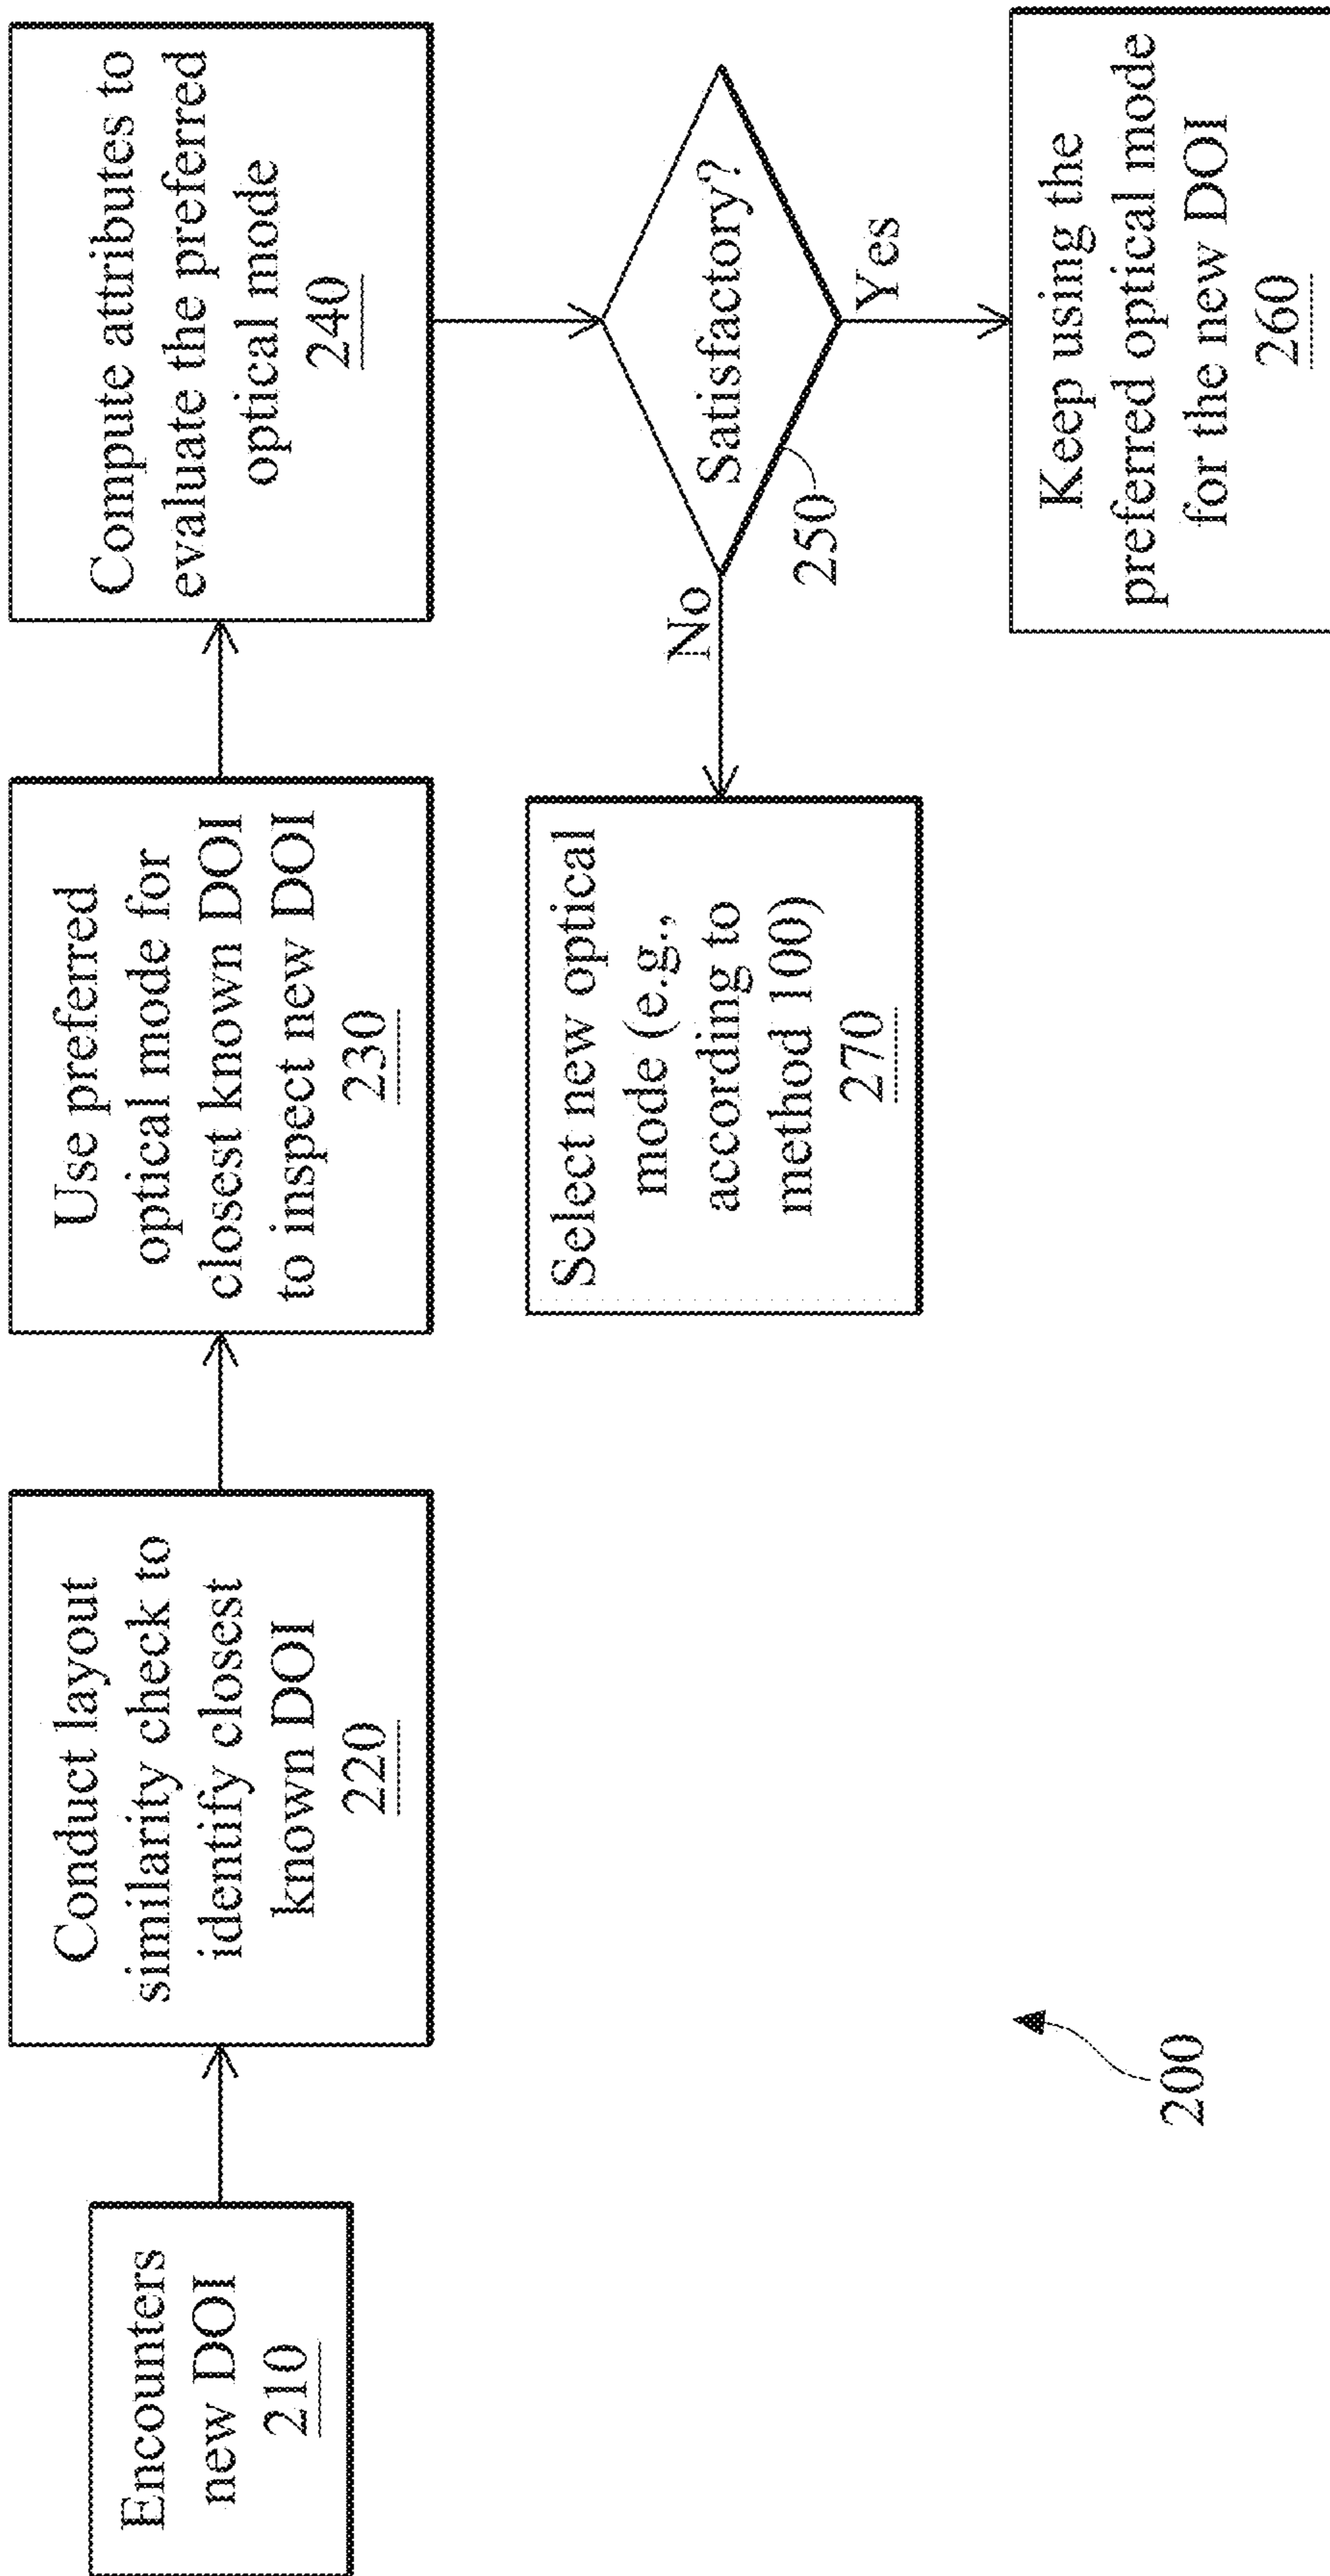 Encounters
new DOI
210
Conduct layout
similarity check to
identify closest
known DOI
220
Use preferred
optical mode for
closest known DOI
to inspect new DOI
230
Compute attributes to
evaluate the preferred
optical mode
240
Satisfactory?
250
No
Yes
Select new optical
mode (e.g.,
according to
method 100)
270
Keep using the
preferred optical mode
for the new DOI
260
200